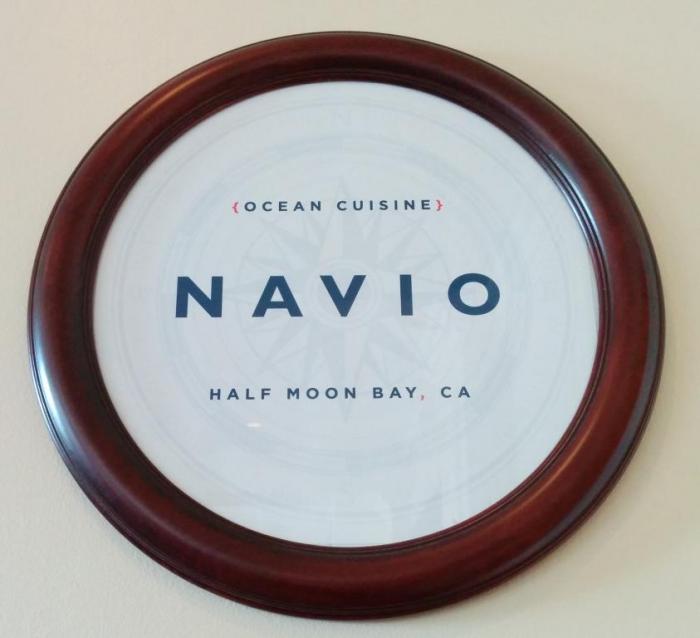 {OCEAN CUISINE}
NAVIO
HALF MOON BAY, CA